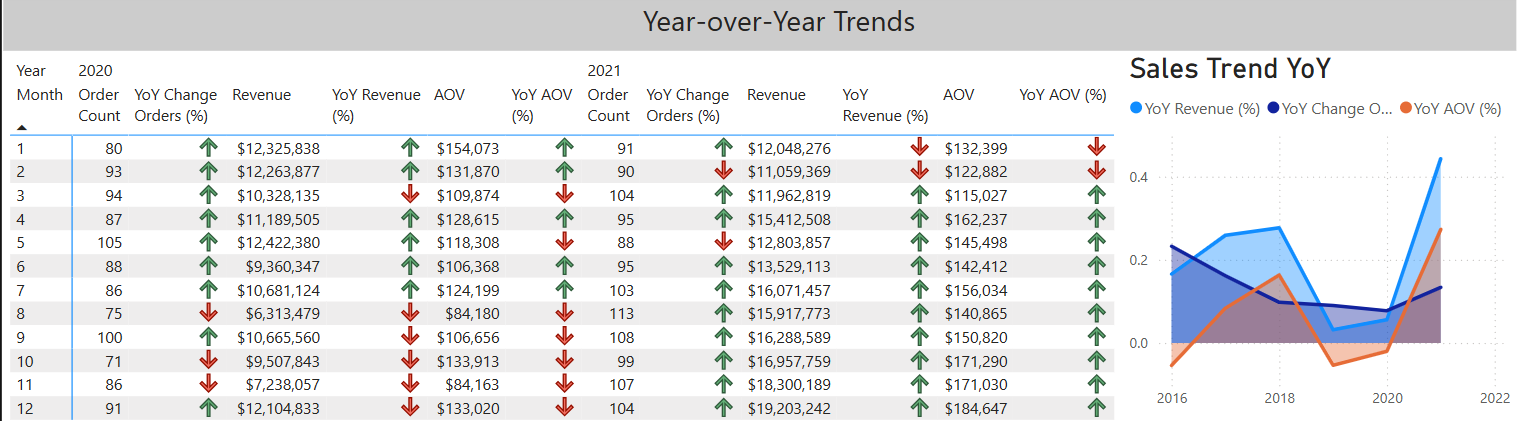 Year-over-Year Trends
Year 2020 2021
Month Order Count YoY Change Orders (%) Revenue YoY Revenue (%) AOV YoY AOV (%) Order Count YoY Change Orders (%) Revenue YoY Revenue (%) AOV YoY AOV (%)
1 80 $12,325,838 $154,073 91 $12,048,276 $132,399
2 93 $12,263,877 $131,870 90 $11,059,369 $122,882
3 94 $10,328,135 $109,874 104 $11,962,819 $115,027
4 87 $11,189,505 $128,615 95 $15,412,508 $162,237
5 105 $12,422,380 $118,308 88 $12,803,857 $145,498
6 88 $9,360,347 $106,368 95 $13,529,113 $142,412
7 86 $10,681,124 $124,199 103 $16,071,457 $156,034
8 75 $6,313,479 $84,180 113 $15,917,773 $140,865
9 100 $10,665,560 $106,656 108 $16,288,589 $150,820
10 71 $9,507,843 $133,913 99 $16,957,759 $171,290
11 86 $7,238,057 $84,163 107 $18,300,189 $171,030
12 91 $12,104,833 $133,020 104 $19,203,242 $184,647
Sales Trend YoY
YoY Revenue (%) YoY Change O... YoY AOV (%)
0.4
0.2
0.0
2016 2018 2020 2022